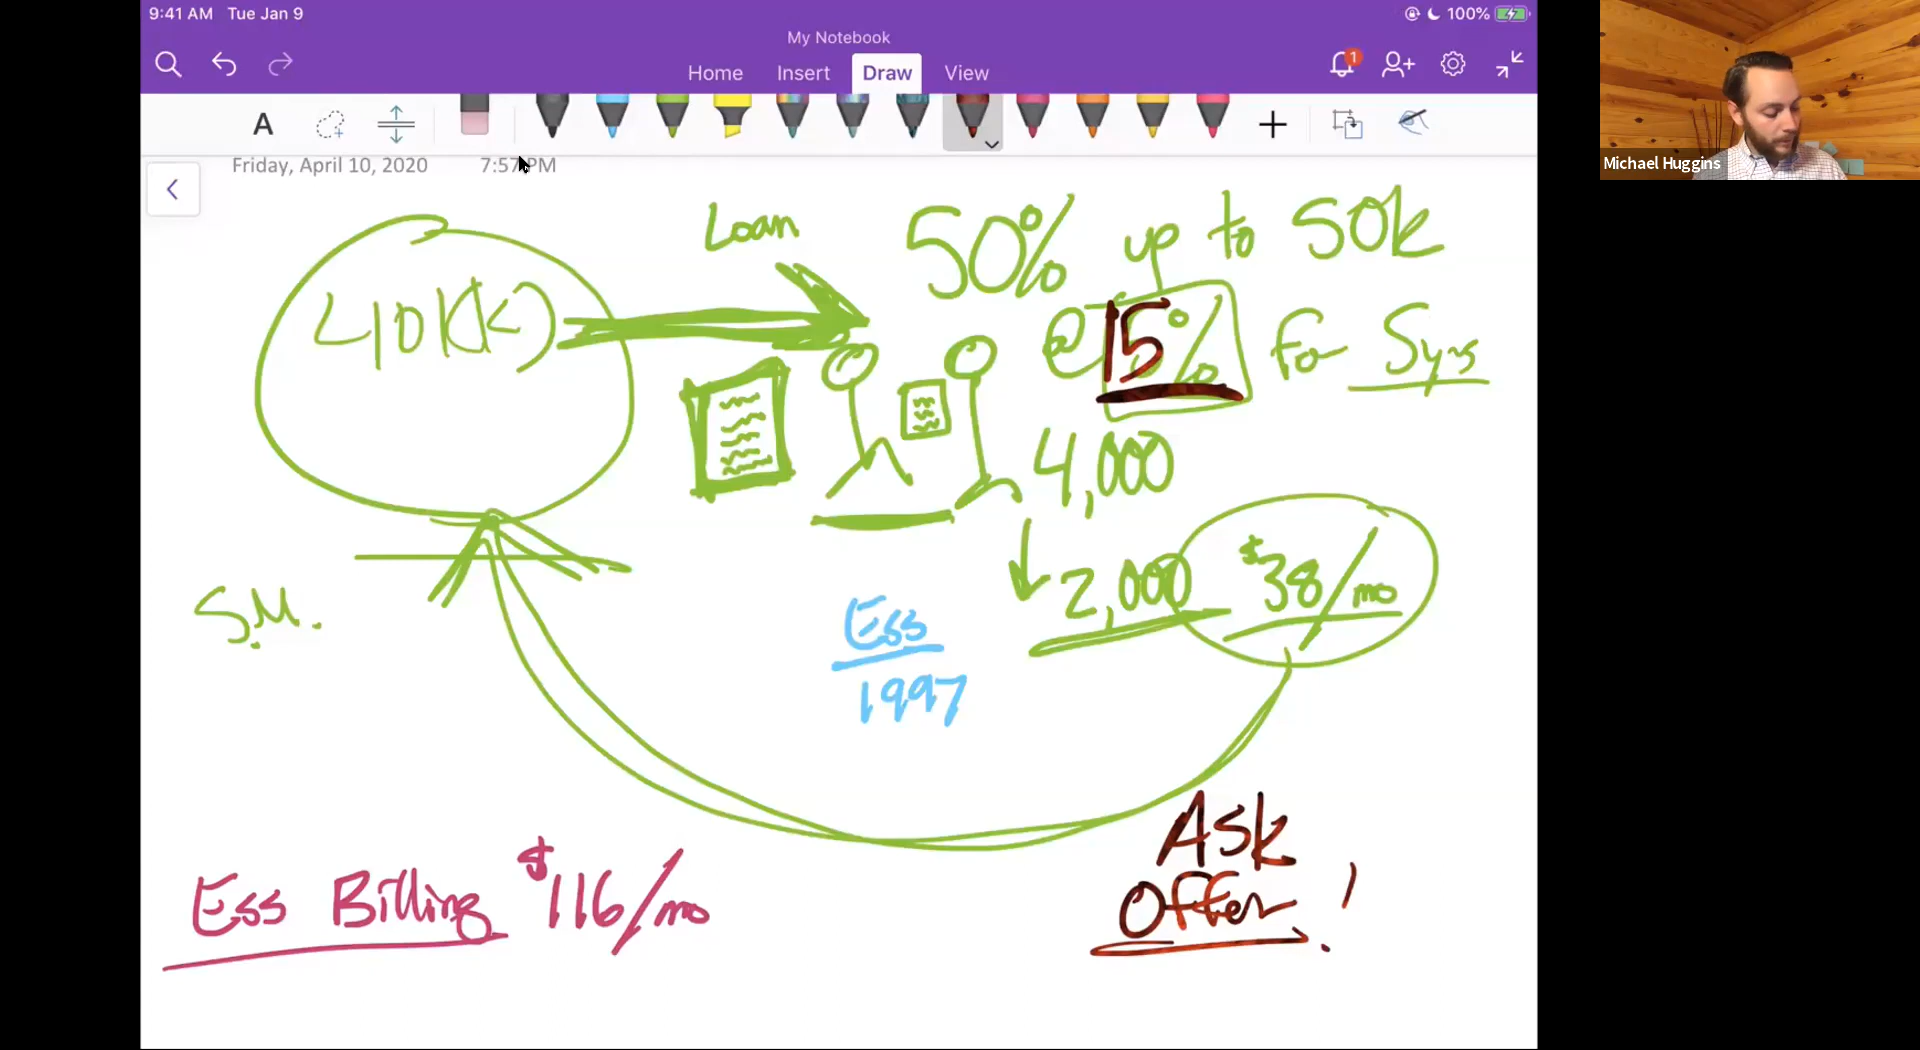 9:41 AM Tue Jan 9
100%
My Notebook
Home Insert Draw View
1
A
Friday, April 10, 2020 7:57 PM
Michael Huggins
Loan 50% up to 50k
401(K)
@ 15% for 5yrs
4,000
2,000 $38/mo
S.M.
Ess
1997
Ask
Offer!
Ess Billing $116/mo